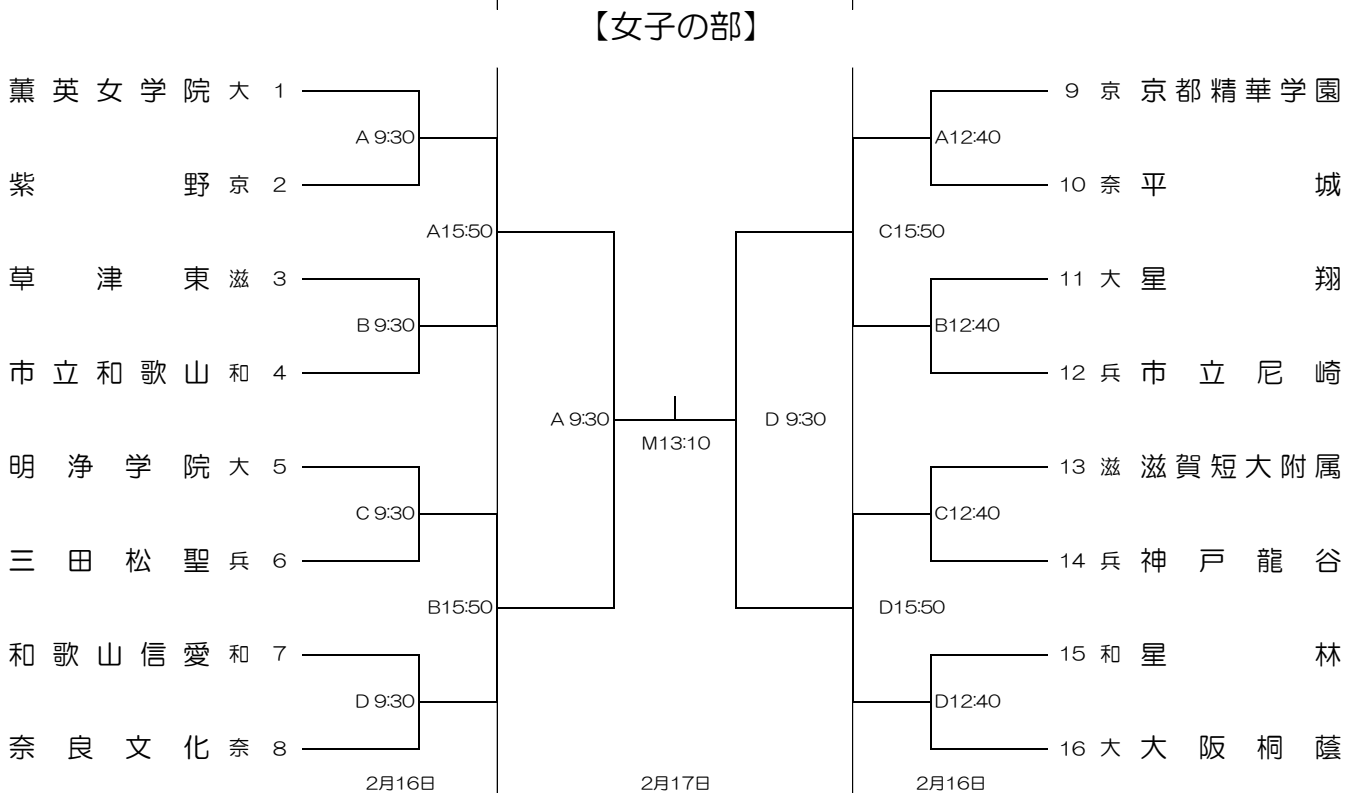 【女子の部】
薫英女学院 大 1
9 京 京都精華学園
A 9:30
A12:40
紫野 京 2
10 奈 平城
A15:50
C15:50
草津東 滋 3
11 大 星翔
B 9:30
B12:40
市立和歌山 和 4
12 兵 市立尼崎
A 9:30
D 9:30
M13:10
明浄学院 大 5
13 滋 滋賀短大附属
C 9:30
C12:40
三田松聖 兵 6
14 兵 神戸龍谷
B15:50
D15:50
和歌山信愛 和 7
15 和 星林
D 9:30
D12:40
奈良文化 奈 8
16 大 大阪桐蔭
2月16日
2月17日
2月16日